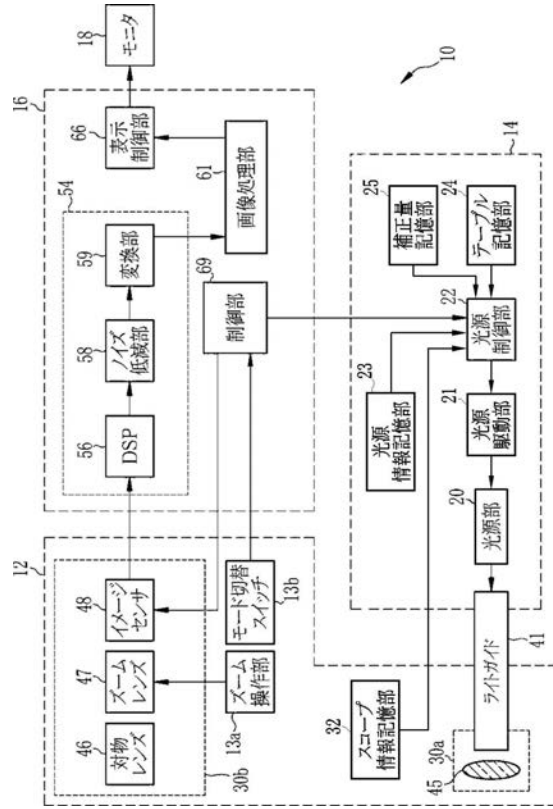 12
16
54
46
47
48
56
58
59
66
18
対物
レンズ
ズーム
レンズ
イメージ
センサ
DSP
ノイズ
低減部
変換部
表示
制御部
モニタ
30b
13a
ズーム
操作部
モード切替
スイッチ
13b
69
制御部
61
画像処理部
10
32
スコープ
情報記憶部
23
光源
情報記憶部
25
補正量
記憶部
14
30a
45
ライトガイド
41
20
光源部
21
光源
駆動部
22
光源
制御部
24
テーブル
記憶部